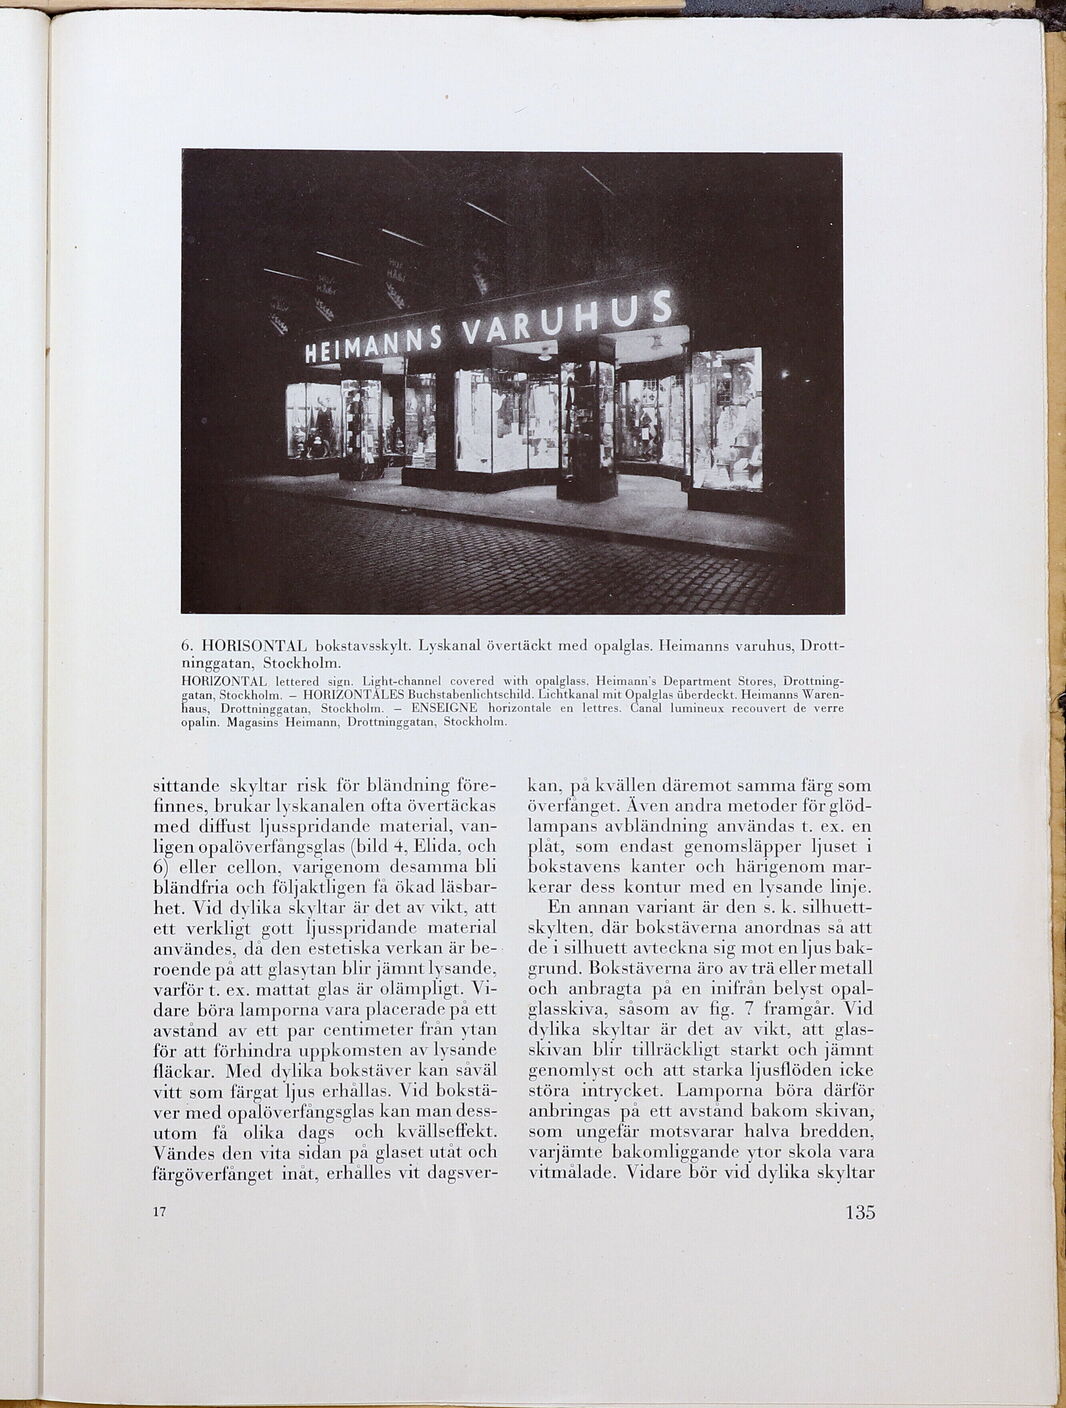 HEIMANNS VARUHUS
6. HORISONTAL bokstavsskylt. Lyskanal övertäckt med opalglas. Heimanns varuhus, Drott-
ninggatan, Stockholm.
HORIZONTAL lettered sign. Light-channel covered with opalglass. Heimann's Department Stores, Drottning-
gatan, Stockholm. – HORIZONTALES Buchstabenlichtschild. Lichtkanal mit Opalglas überdeckt. Heimanns Waren-
haus, Drottninggatan, Stockholm. – ENSEIGNE horizontale en lettres. Canal lumineux recouvert de verre
opalin. Magasins Heimann, Drottninggatan, Stockholm.
sittande skyltar risk för bländning före-
finnes, brukar lyskanalen ofta övertäckas
med diffust ljusspridande material, van-
ligen opalöverfångsglas (bild 4, Elida, och
6) eller cellon, varigenom desamma bli
bländfria och följaktligen få ökad läsbar-
het. Vid dylika skyltar är det av vikt, att
ett verkligt gott ljusspridande material
användes, då den estetiska verkan är be-
roende på att glasytan blir jämnt lysande,
varför t. ex. mattat glas är olämpligt. Vi-
dare böra lamporna vara placerade på ett
avstånd av ett par centimeter från ytan
för att förhindra uppkomsten av lysande
fläckar. Med dylika bokstäver kan såväl
vitt som färgat ljus erhållas. Vid bokstä-
ver med opalöverfångsglas kan man dess-
utom få olika dags och kvällseffekt.
Vändes den vita sidan på glaset utåt och
färgöverfånget inåt, erhålles vit dagsver-
kan, på kvällen däremot samma färg som
överfånget. Även andra metoder för glöd-
lampans avbländning användas t. ex. en
plåt, som endast genomsläpper ljuset i
bokstavens kanter och härigenom mar-
kerar dess kontur med en lysande linje.
En annan variant är den s. k. silhuett-
skylten, där bokstäverna anordnas så att
de i silhuett avteckna sig mot en ljus bak-
grund. Bokstäverna äro av trä eller metall
och anbragta på en inifrån belyst opal-
glasskiva, såsom av fig. 7 framgår. Vid
dylika skyltar är det av vikt, att glas-
skivan blir tillräckligt starkt och jämnt
genomlyst och att starka ljusflöden icke
störa intrycket. Lamporna böra därför
anbringas på ett avstånd bakom skivan,
som ungefär motsvarar halva bredden,
varjämte bakomliggande ytor skola vara
vitmålade. Vidare bör vid dylika skyltar
17
135